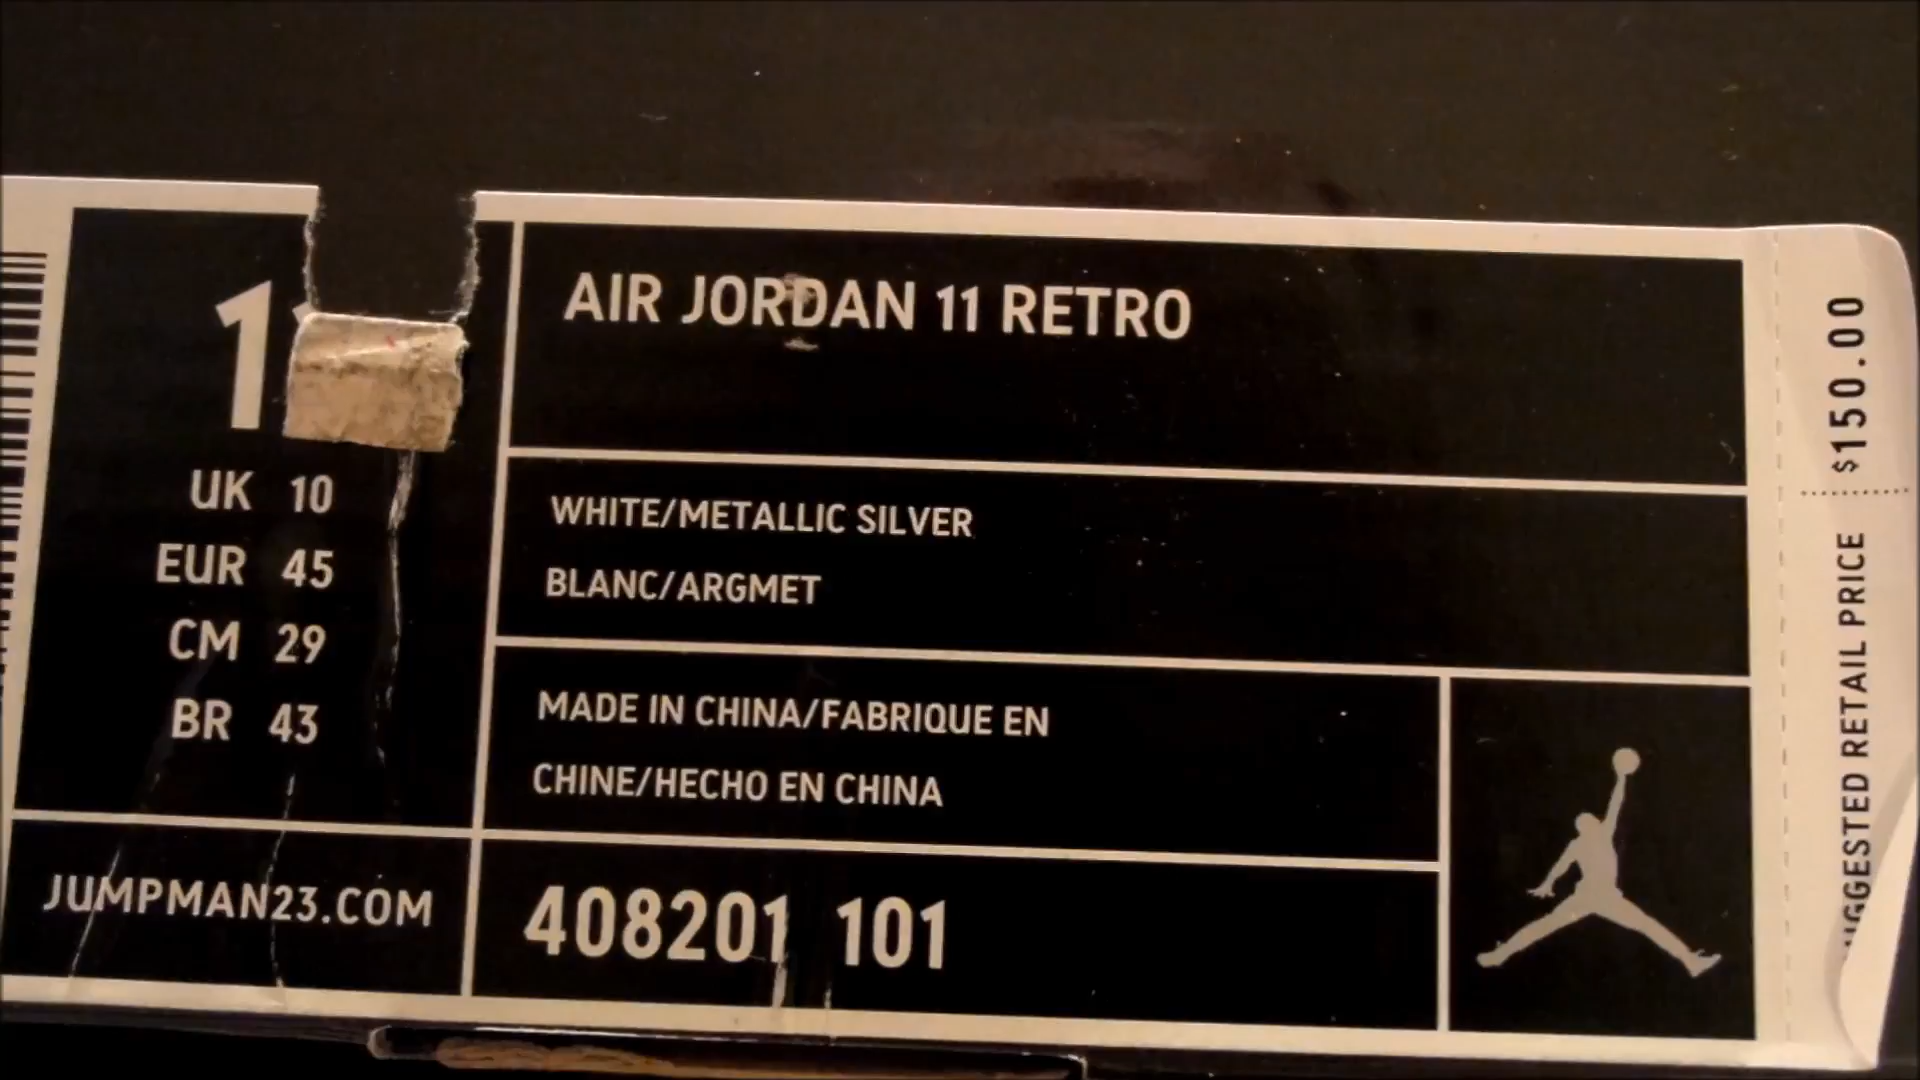 AIR JORDAN 11 RETRO
UK 10
EUR 45
CM 29
BR 43
WHITE/METALLIC SILVER
BLANC/ARGMET
MADE IN CHINA/FABRIQUE EN
CHINE/HECHO EN CHINA
JUMPMAN23.COM
408201 101
$150.00
RETAIL PRICE